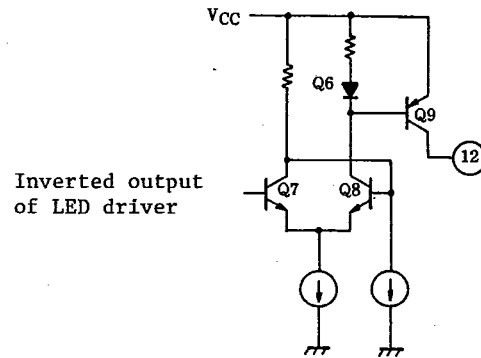 VCC
Q6
Q9
12
Inverted output
of LED driver
Q7
Q8